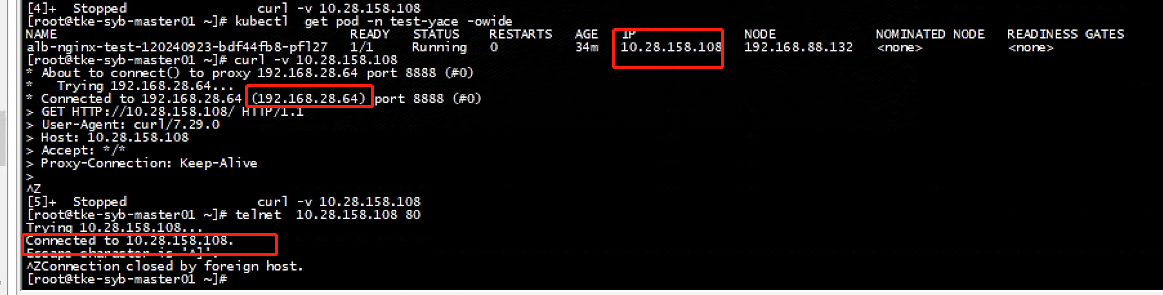 [4]+  Stopped                 curl -v 10.28.158.108
[root@tke-syb-master01 ~]# kubectl  get pod -n test-yace -owide
NAME                                        READY   STATUS    RESTARTS   AGE   IP              NODE             NOMINATED NODE   READINESS GATES
alb-nginx-test-120240923-bdf44fb8-pfl27   1/1     Running   0          34m   10.28.158.108   192.168.88.132   <none>           <none>
[root@tke-syb-master01 ~]# curl -v 10.28.158.108
* About to connect() to proxy 192.168.28.64 port 8888 (#0)
*   Trying 192.168.28.64...
* Connected to 192.168.28.64 (192.168.28.64) port 8888 (#0)
> GET HTTP://10.28.158.108/ HTTP/1.1
> User-Agent: curl/7.29.0
> Host: 10.28.158.108
> Accept: */*
> Proxy-Connection: Keep-Alive
>
^Z
[5]+  Stopped                 curl -v 10.28.158.108
[root@tke-syb-master01 ~]# telnet  10.28.158.108 80
Trying 10.28.158.108...
Connected to 10.28.158.108.
Escape character is '^]'.
^ZConnection closed by foreign host.
[root@tke-syb-master01 ~]#